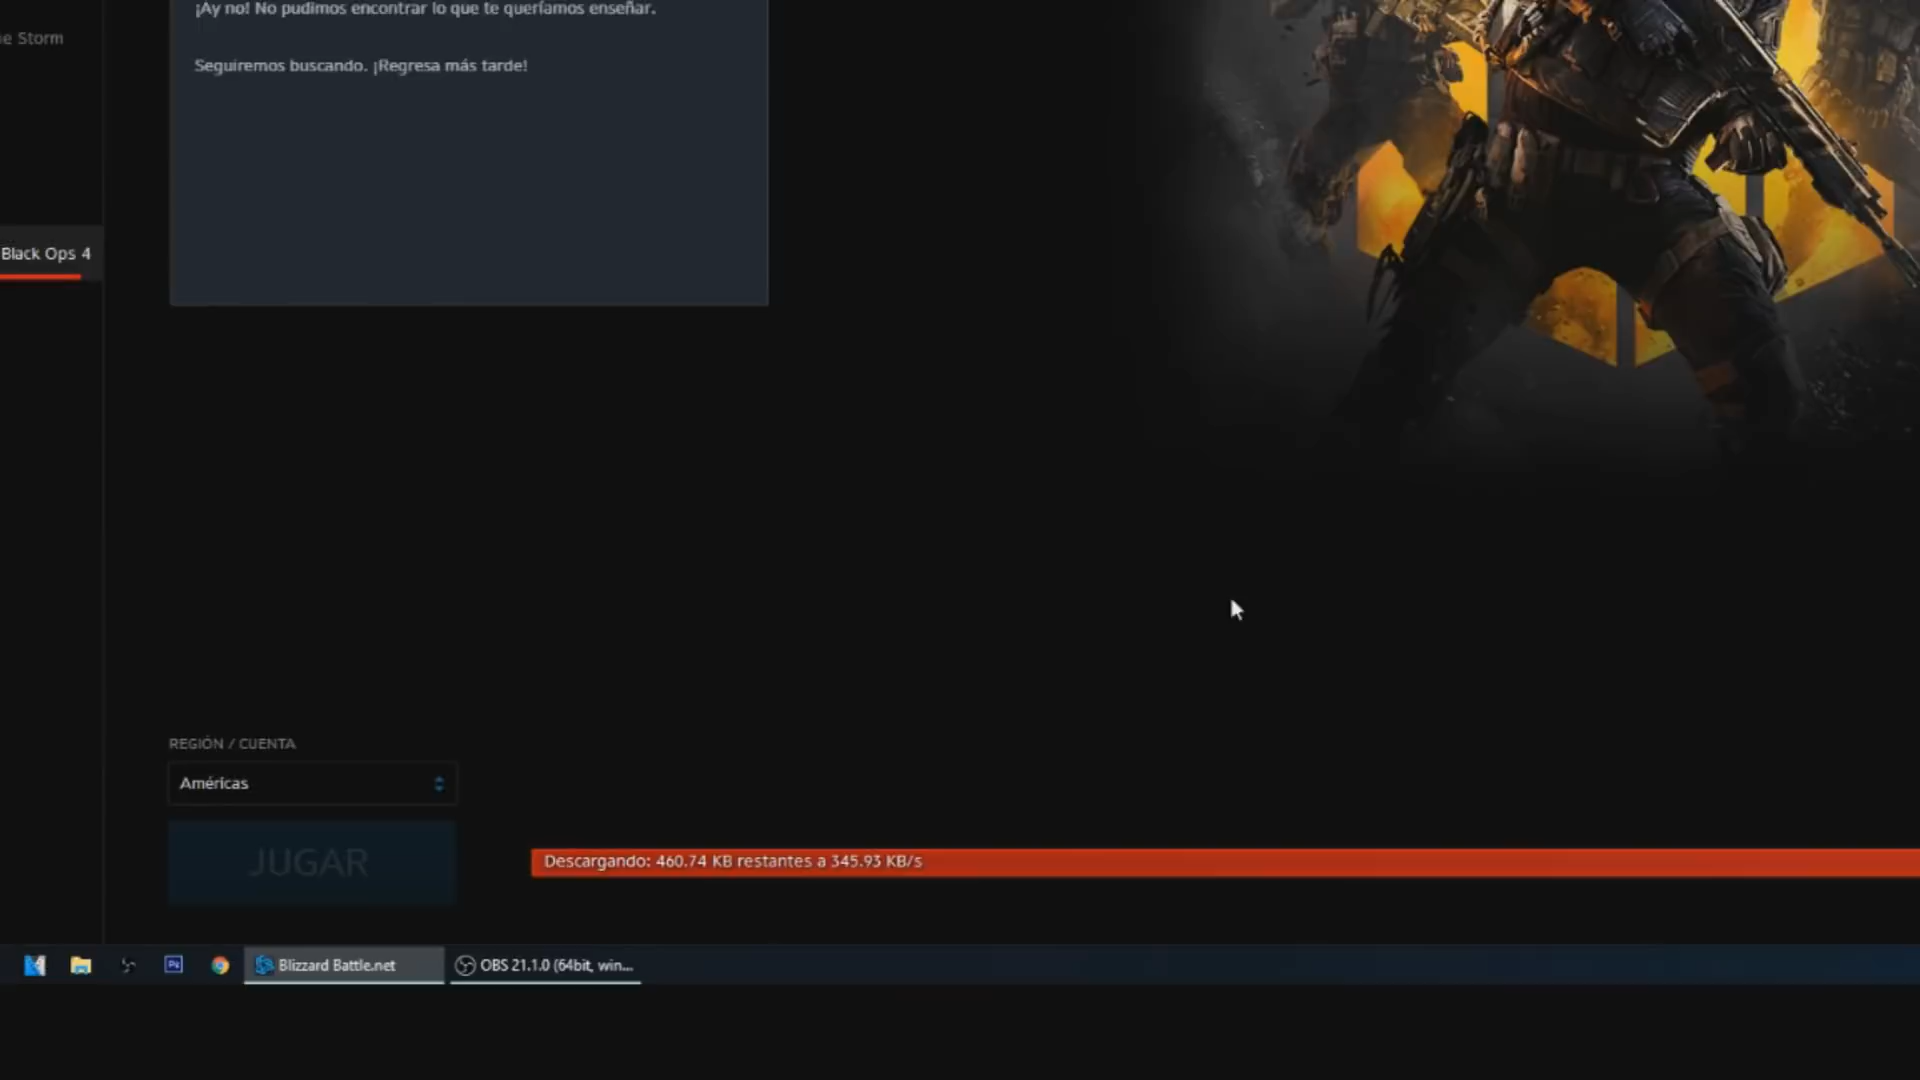 ¡Ay no! No pudimos encontrar lo que te queríamos enseñar.
e Storm
Seguiremos buscando. ¡Regresa más tarde!
Black Ops 4
REGIÓN / CUENTA
Américas
JUGAR
Descargando: 460.74 KB restantes a 345.93 KB/s
Ps
Blizzard Battle.net
OBS 21.1.0 (64bit, win...